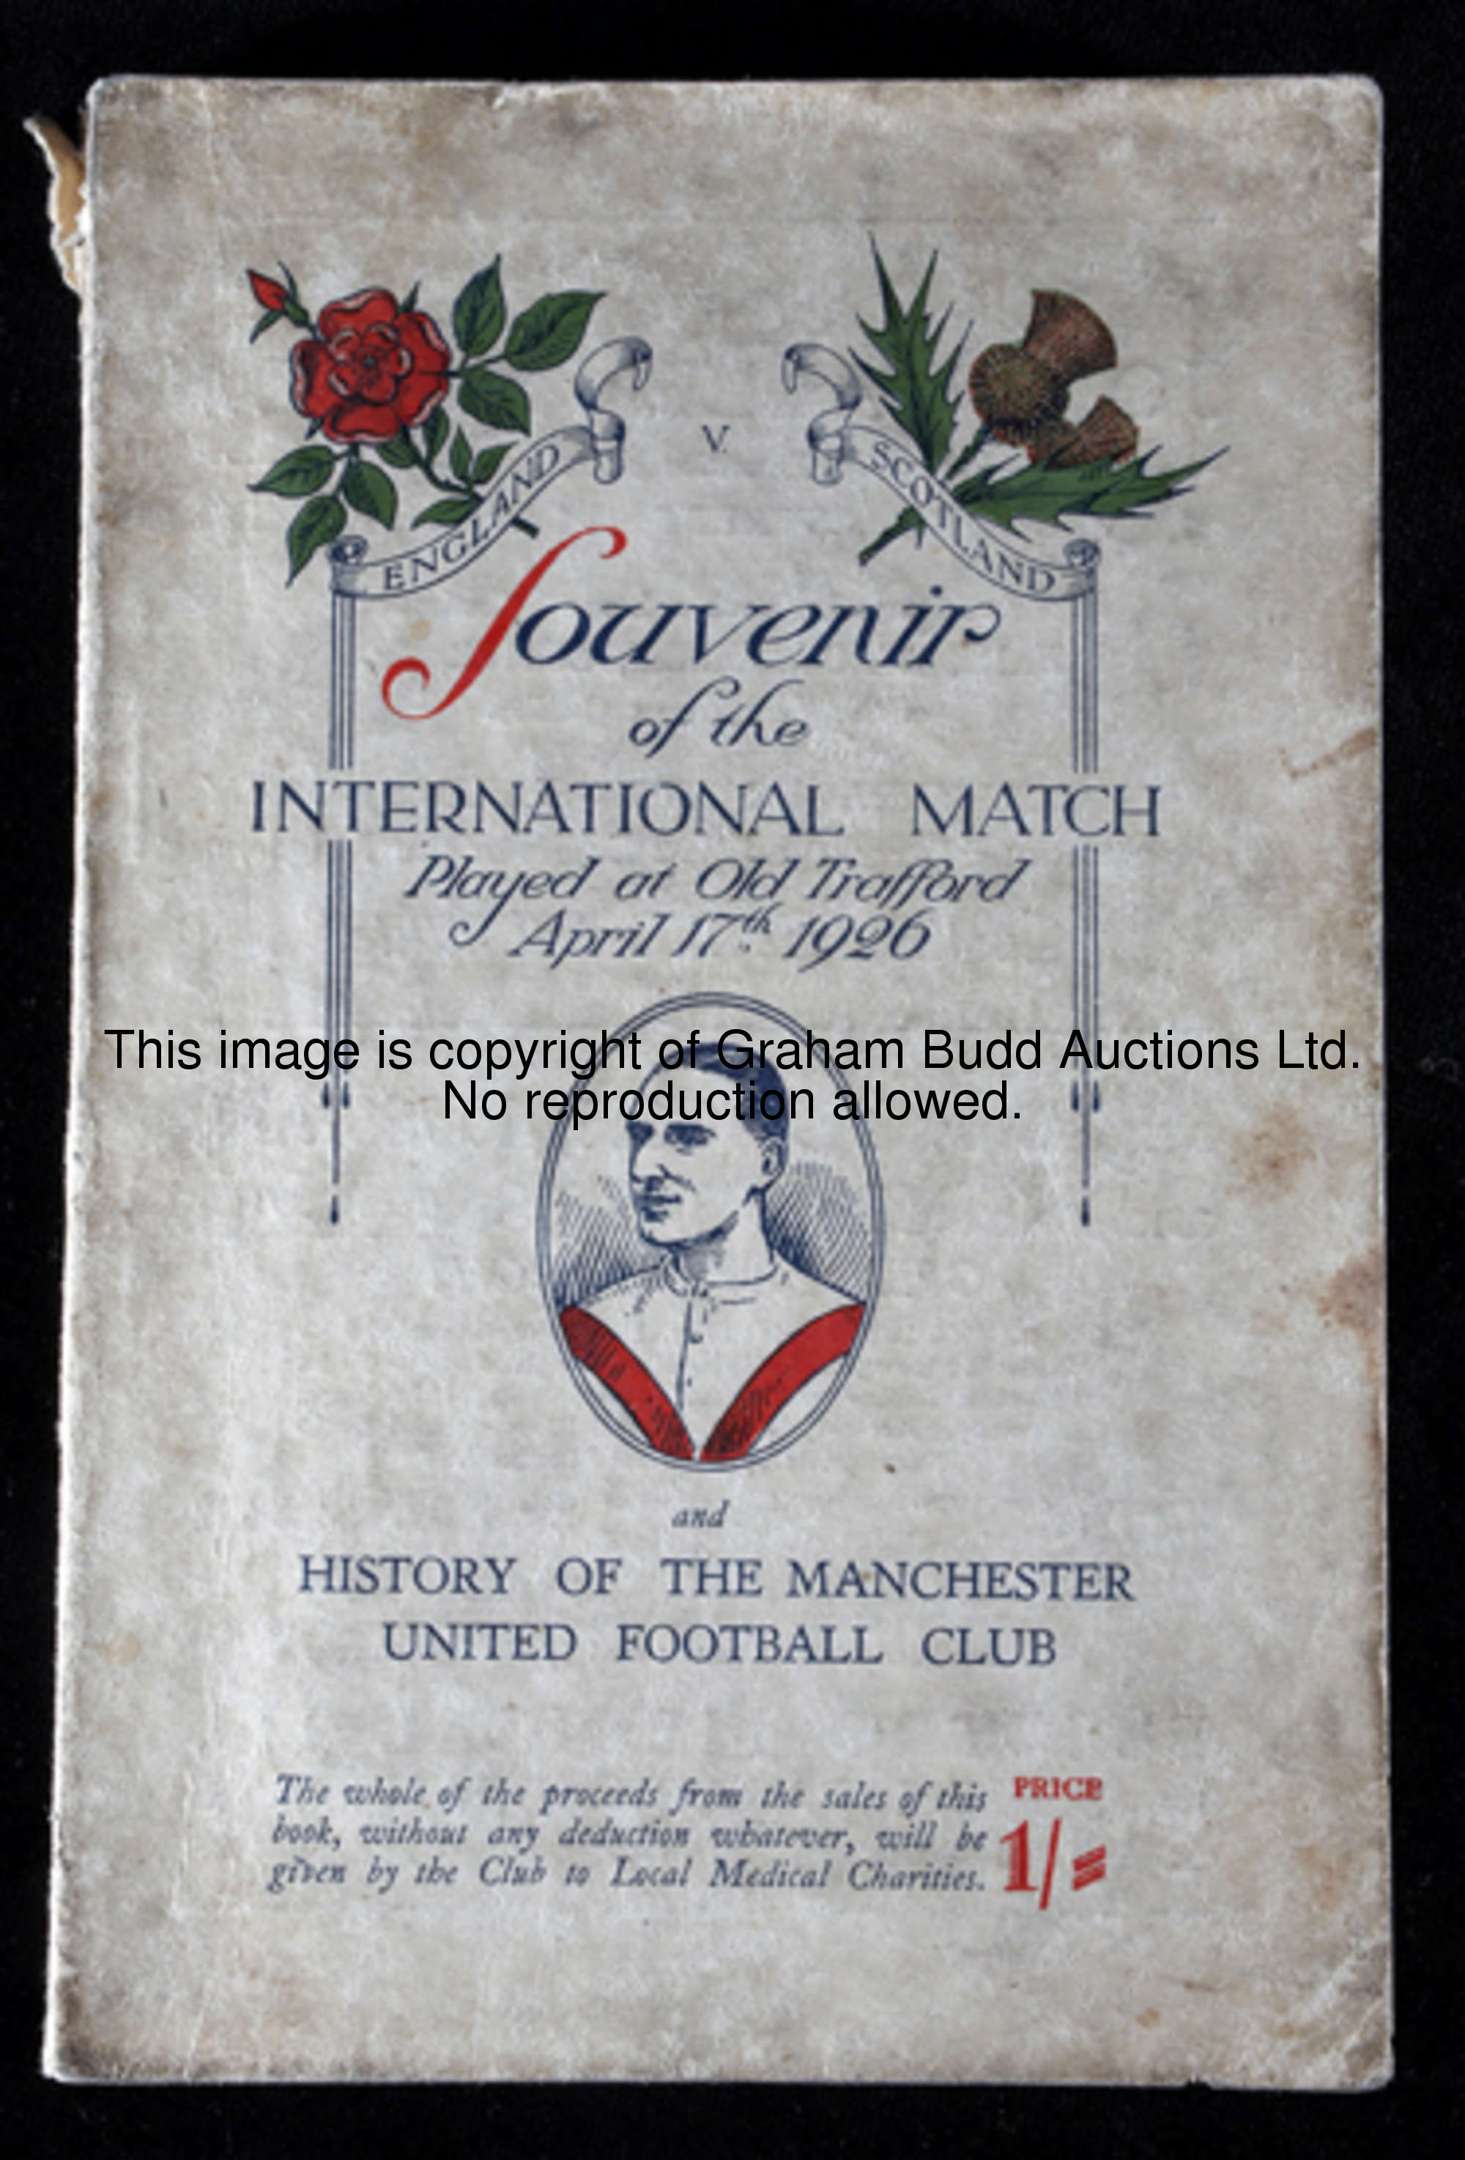 ENGLAND V. SCOTLAND
Souvenir
of the
INTERNATIONAL MATCH
Played at Old Trafford
April 17th 1926
This image is copyright of Graham Budd Auctions Ltd.
No reproduction allowed.
and
HISTORY OF THE MANCHESTER
UNITED FOOTBALL CLUB
The whole of the proceeds from the sales of this
book, without any deduction whatever, will be
given by the Club to Local Medical Charities.
PRICE
1/=